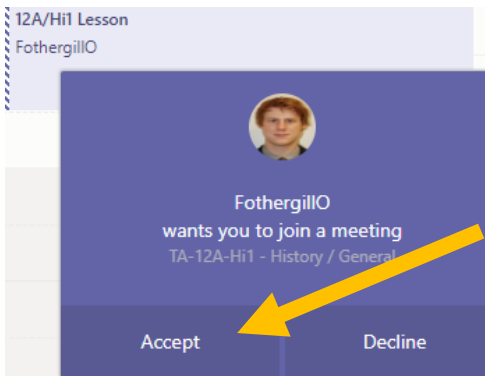 12A/Hi1 Lesson
FothergillO
FothergillO
wants you to join a meeting
TA-12A-Hi1 - History / General
Accept
Decline